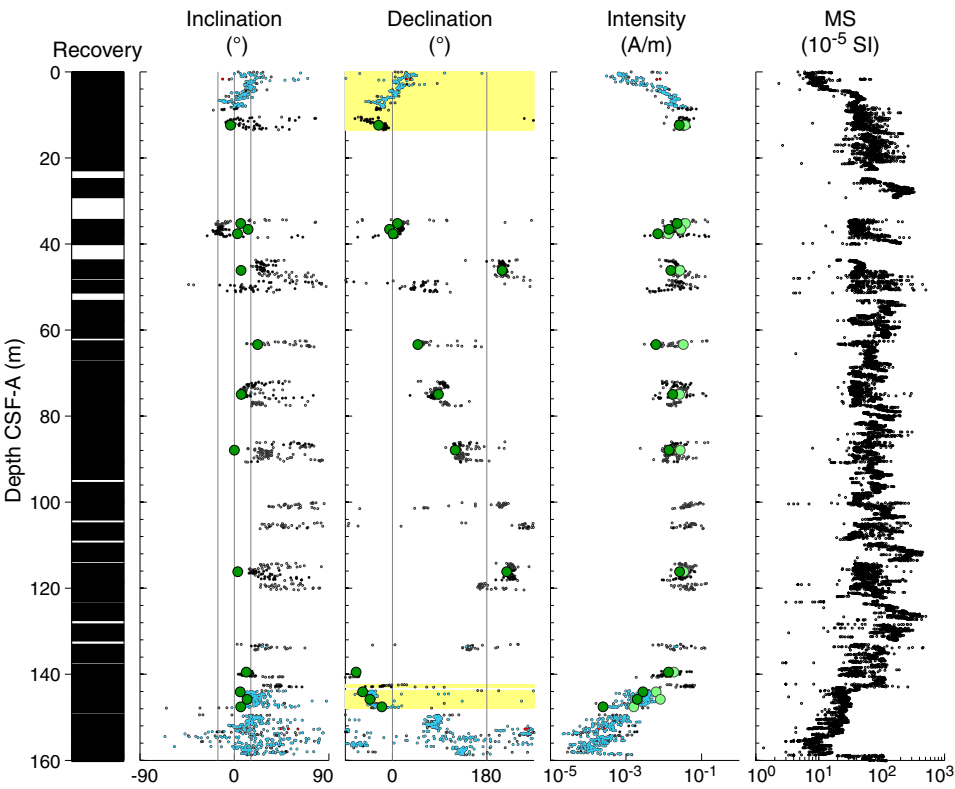 Recovery
Inclination
(°)
Declination
(°)
Intensity
(A/m)
MS
(10⁻⁵ SI)
Depth CSF-A (m)
0
20
40
60
80
100
120
140
160
-90 0 90
0 180
10⁻⁵ 10⁻³ 10⁻¹
10⁰ 10¹ 10² 10³